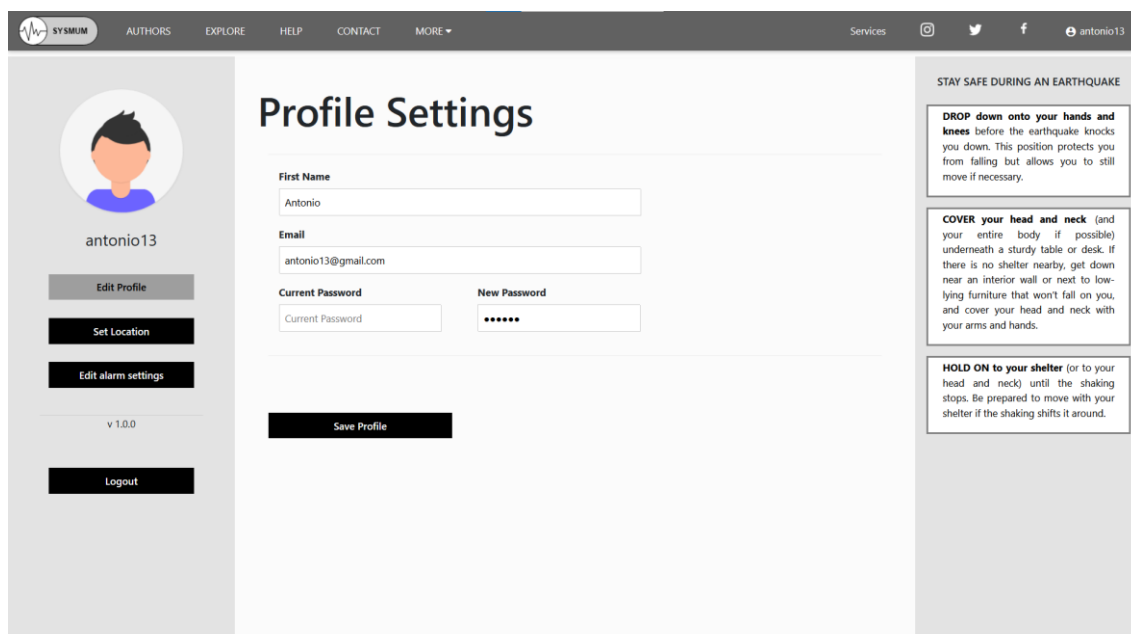 SYSMUM
AUTHORS
EXPLORE
HELP
CONTACT
MORE
Services
antonio13
antonio13
Edit Profile
Set Location
Edit alarm settings
v 1.0.0
Logout
Profile Settings
First Name
Antonio
Email
antonio13@gmail.com
Current Password
New Password
Current Password
••••••
Save Profile
STAY SAFE DURING AN EARTHQUAKE
DROP down onto your hands and
knees before the earthquake knocks
you down. This position protects you
from falling but allows you to still
move if necessary.
COVER your head and neck (and
your entire body if possible)
underneath a sturdy table or desk. If
there is no shelter nearby, get down
near an interior wall or next to low-
lying furniture that won't fall on you,
and cover your head and neck with
your arms and hands.
HOLD ON to your shelter (or to your
head and neck) until the shaking
stops. Be prepared to move with your
shelter if the shaking shifts it around.